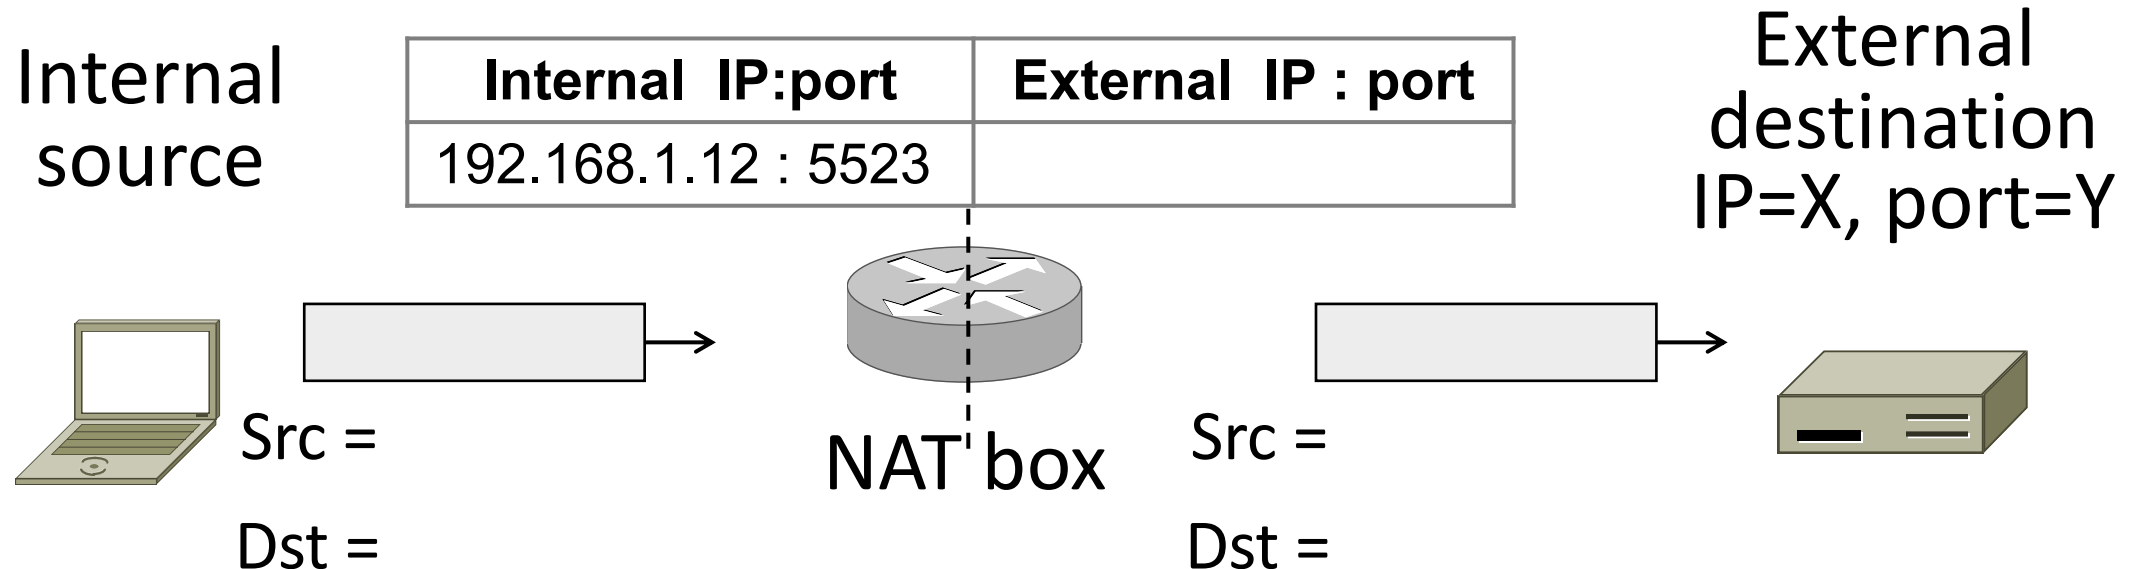 Internal
source
Internal IP:port
External IP : port
192.168.1.12 : 5523
External
destination
IP=X, port=Y
Src =
Dst =
NAT box
Src =
Dst =